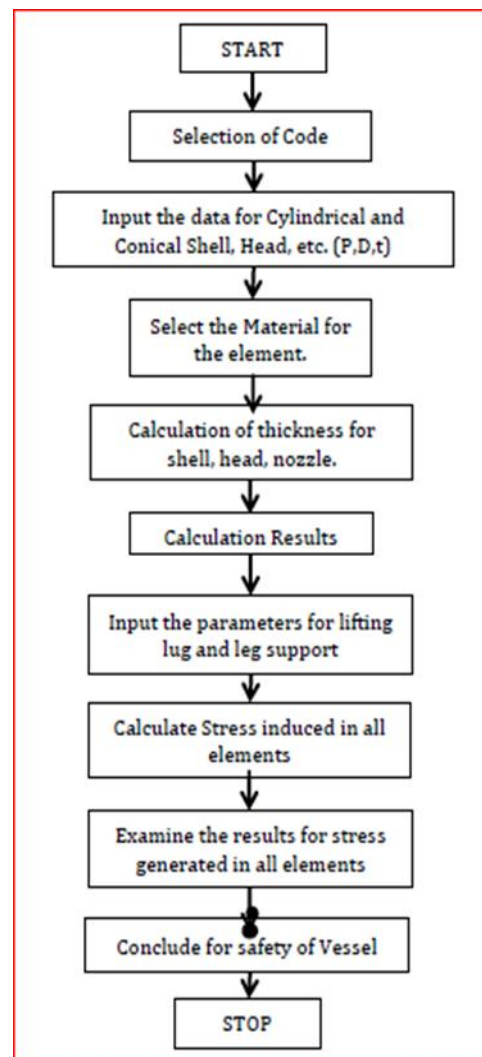 START
Selection of Code
Input the data for Cylindrical and
Conical Shell, Head, etc. (P,D,t)
Select the Material for
the element.
Calculation of thickness for
shell, head, nozzle.
Calculation Results
Input the parameters for lifting
lug and leg support
Calculate Stress induced in all
elements
Examine the results for stress
generated in all elements
Conclude for safety of Vessel
STOP